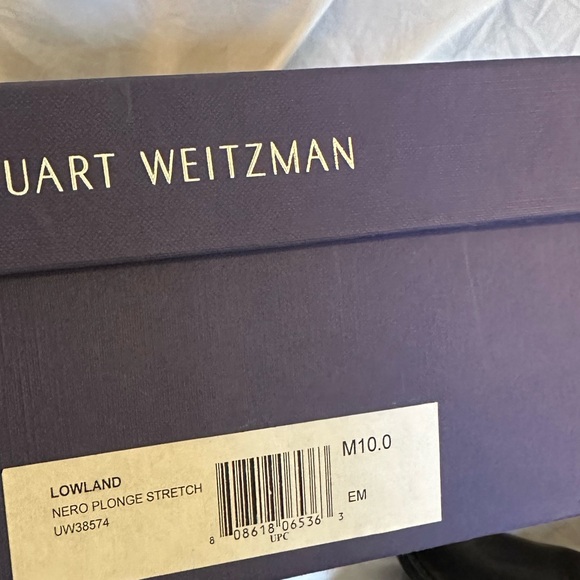 UART WEITZMAN
LOWLAND
NERO PLONGE STRETCH
UW38574
M10.0
EM
8 08618 06536 3
UPC